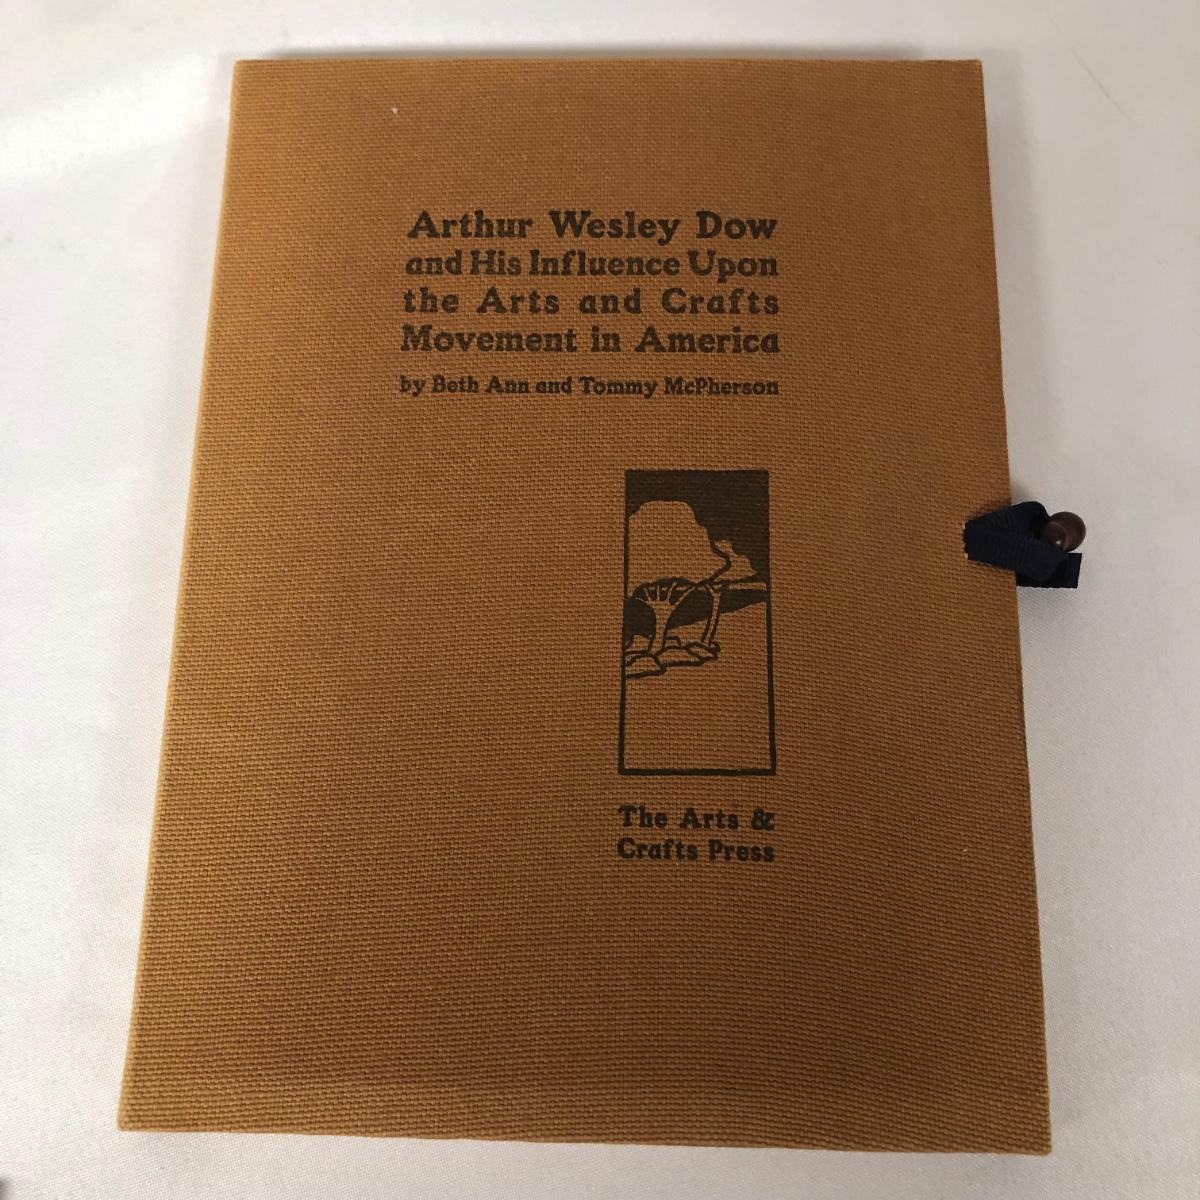 Arthur Wesley Dow
and His Influence Upon
the Arts and Crafts
Movement in America
by Beth Ann and Tommy McPherson
The Arts &
Crafts Press